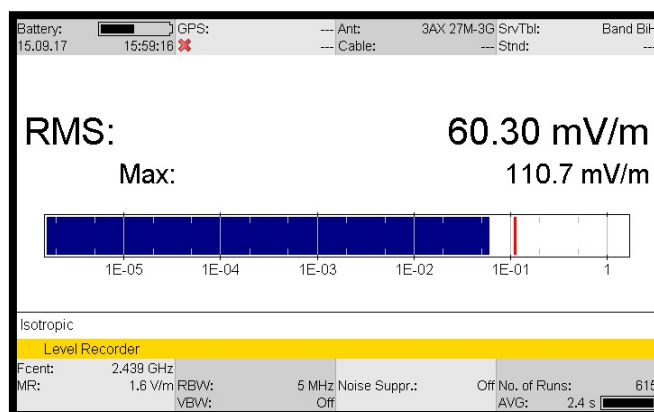 Battery: GPS: --- Ant: 3AX 27M-3G SrvTbl: Band BiH
15.09.17 15:59:16 --- Cable: --- Stnd: ---
RMS: 60.30 mV/m
Max: 110.7 mV/m
1E-05 1E-04 1E-03 1E-02 1E-01 1
Isotropic
Level Recorder
Fcent: 2.439 GHz
MR: 1.6 V/m RBW: 5 MHz Noise Suppr.: Off No. of Runs: 615
VBW: Off AVG: 2.4 s